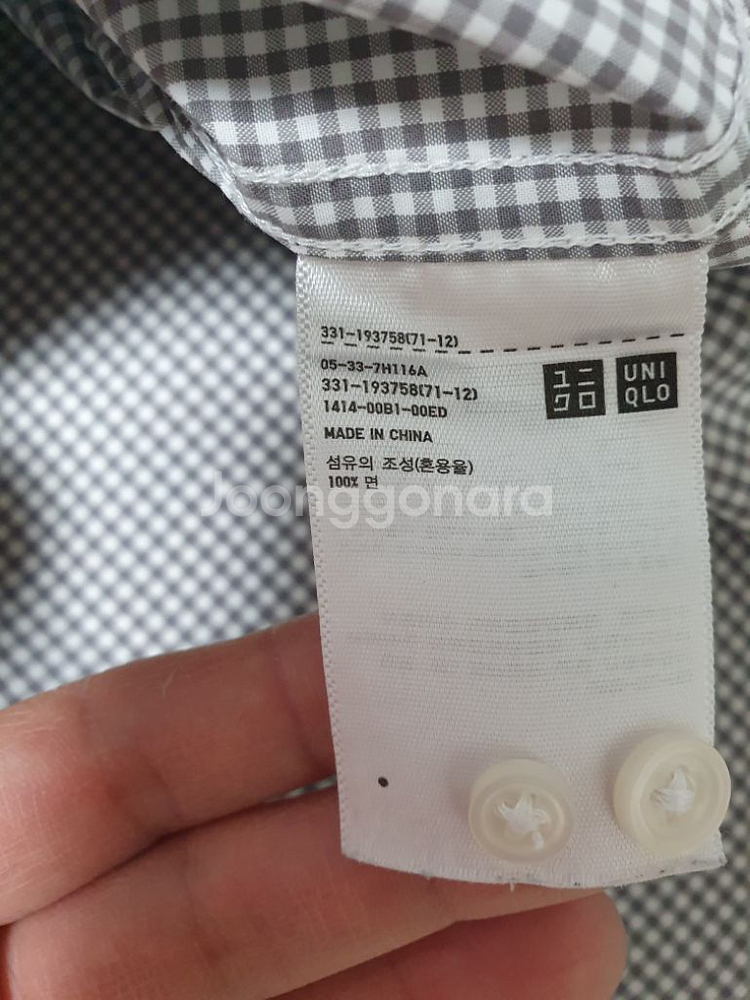 331-193758(71-12)
05-33-7H116A
331-193758(71-12)
1414-00B1-00ED
ユニ
クロ
UNI
QLO
MADE IN CHINA
섬유의 조성(혼용율)
100% 면
Joonggonara